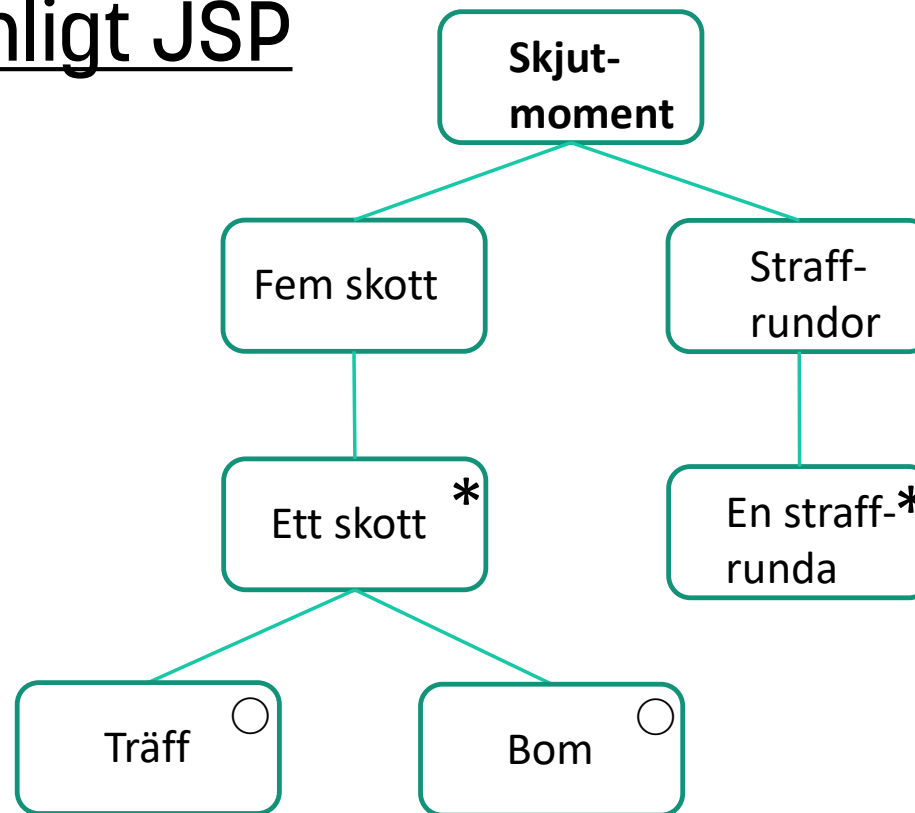 nligt JSP
Skjut-
moment
Fem skott
Straff-
rundor
Ett skott *
En straff-*
runda
Träff
Bom